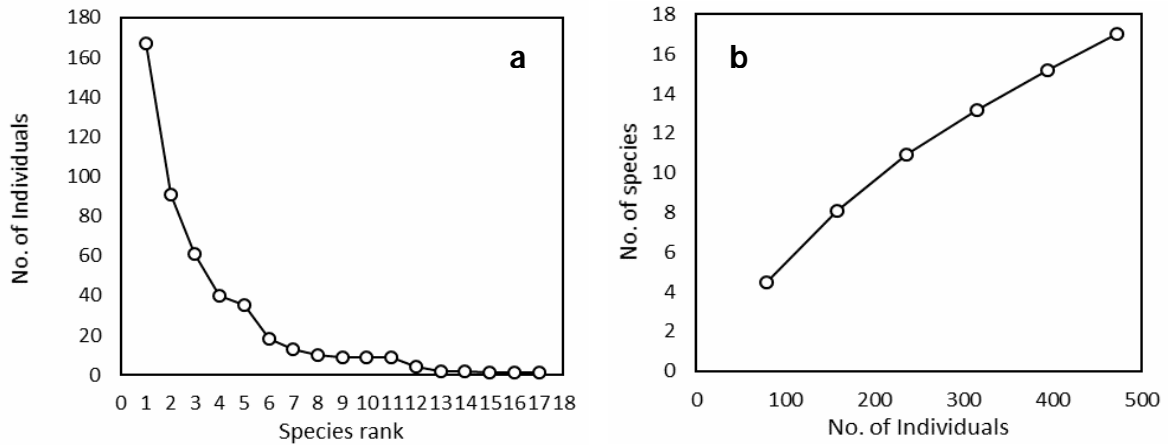 a
No. of Individuals
180
160
140
120
100
80
60
40
20
0
0 1 2 3 4 5 6 7 8 9 10 11 12 13 14 15 16 17 18
Species rank
b
No. of species
18
16
14
12
10
8
6
4
2
0
0 100 200 300 400 500
No. of Individuals